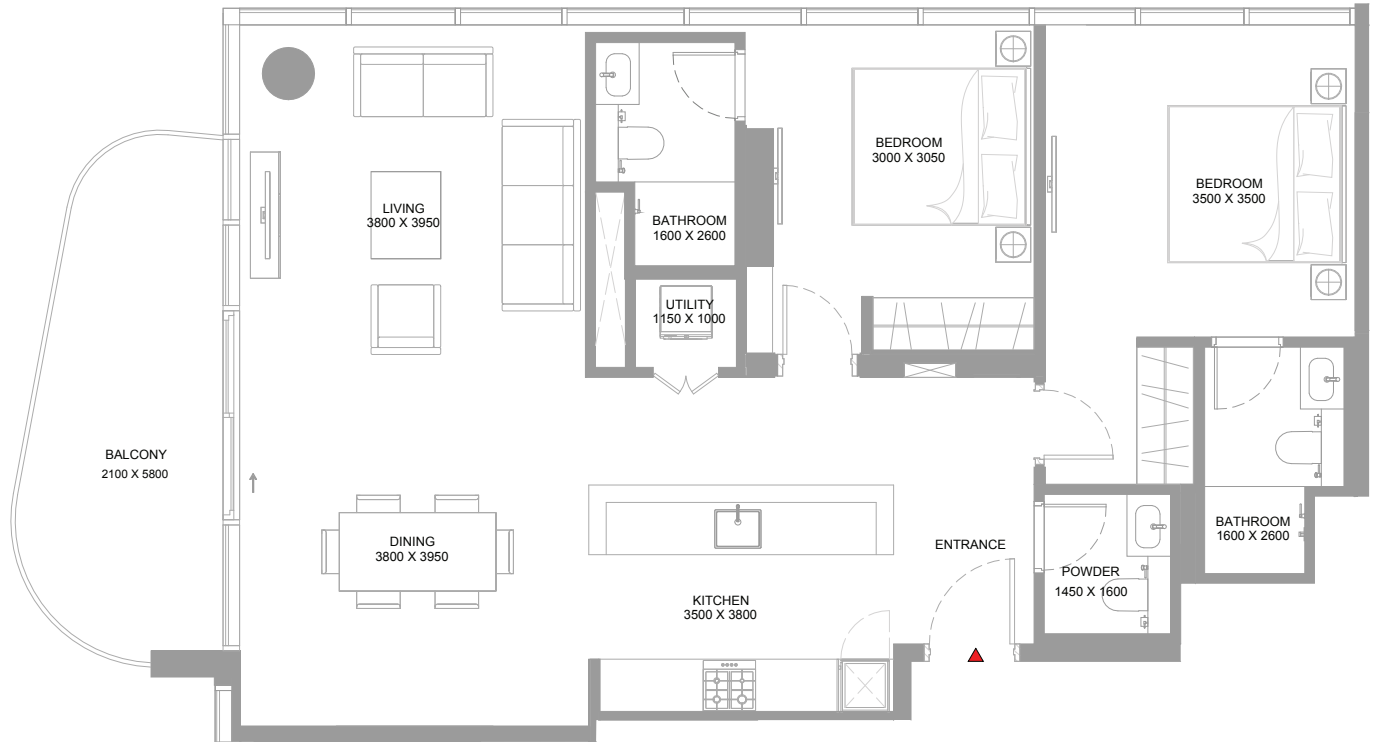 BEDROOM
3000 X 3050
BEDROOM
3500 X 3500
LIVING
3800 X 3950
BATHROOM
1600 X 2600
UTILITY
1150 X 1000
BALCONY
2100 X 5800
DINING
3800 X 3950
ENTRANCE
BATHROOM
1600 X 2600
POWDER
1450 X 1600
KITCHEN
3500 X 3800